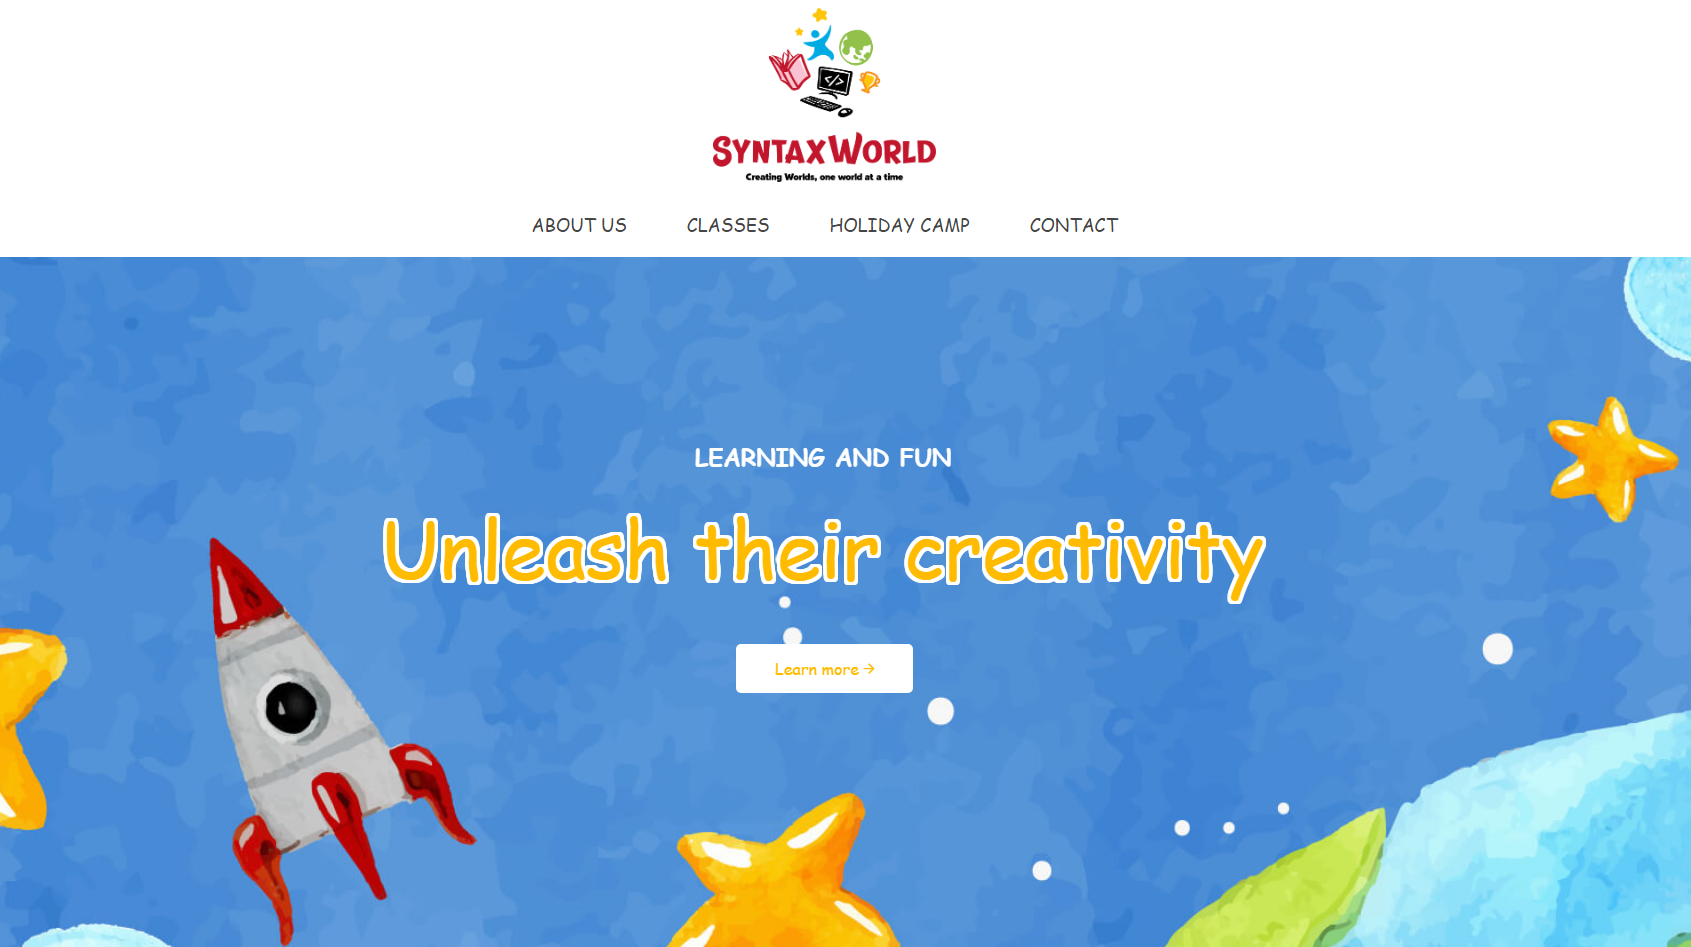 </>
SYNTAXWORLD
Creating Worlds, one world at a time
ABOUT US CLASSES HOLIDAY CAMP CONTACT
LEARNING AND FUN
Unleash their creativity
Learn more →